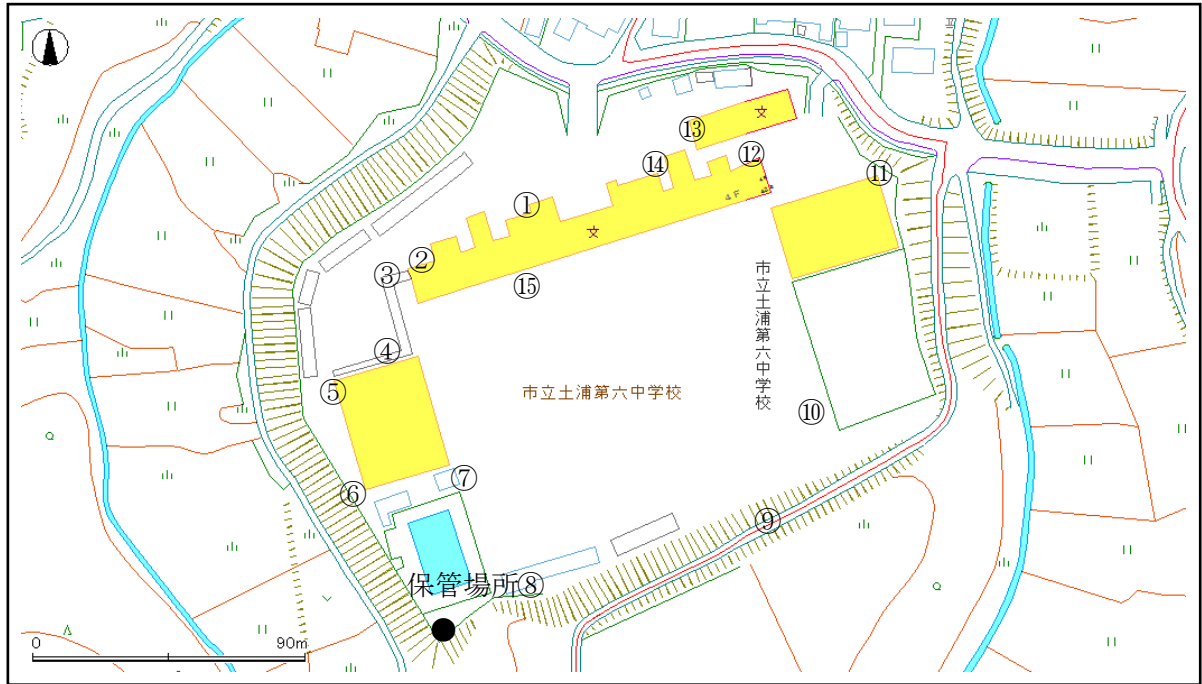 ⑬
文
⑭
⑫
⑪
①
4F
文
②
③
⑮
市立土浦第六中学校
④
⑤
市立土浦第六中学校
⑩
⑦
⑥
⑨
保管場所⑧
0
90m